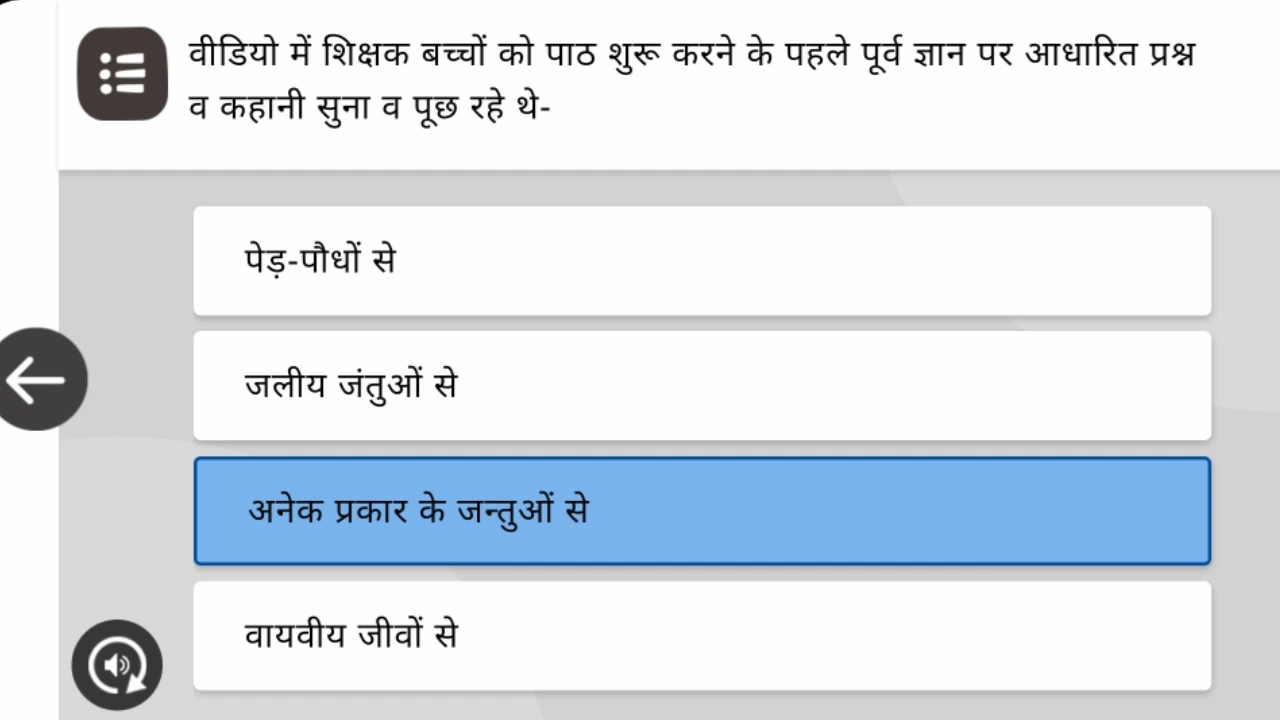 वीडियो में शिक्षक बच्चों को पाठ शुरू करने के पहले पूर्व ज्ञान पर आधारित प्रश्न
व कहानी सुना व पूछ रहे थे-
पेड़-पौधों से
जलीय जंतुओं से
अनेक प्रकार के जन्तुओं से
वायवीय जीवों से